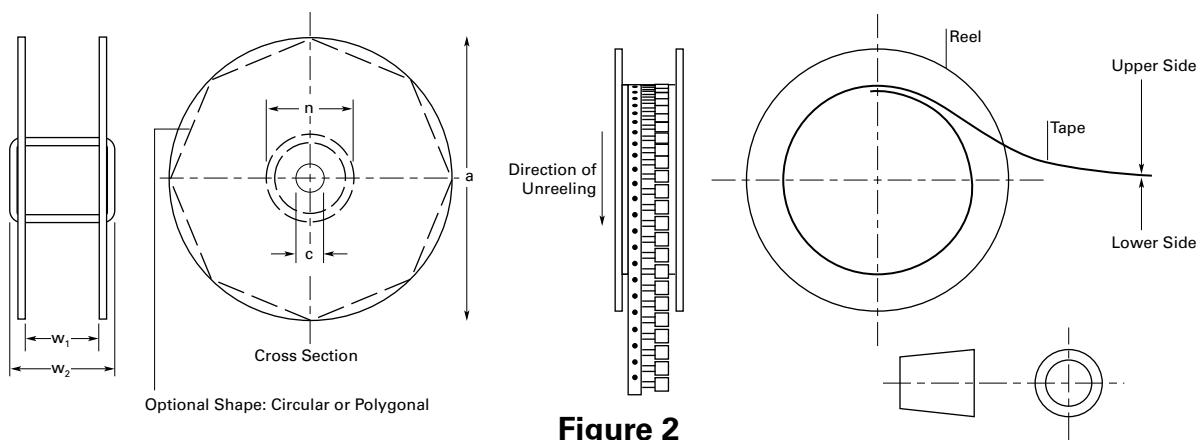 n
a
c
w₁
w₂
Cross Section
Optional Shape: Circular or Polygonal
Direction of
Unreeling
Reel
Upper Side
Tape
Lower Side
Figure 2